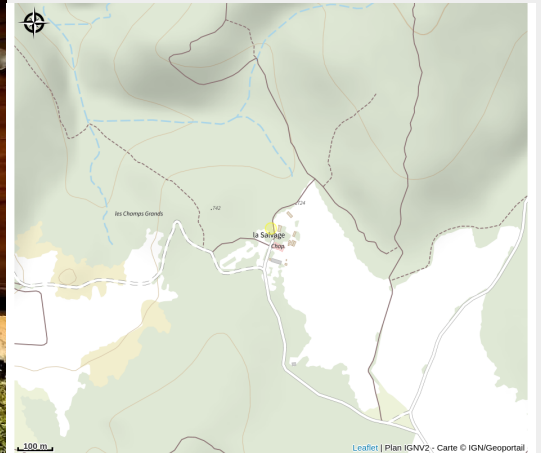 .742
724
les Champs Grands
la Salvage
Chap.
100 m
Leaflet | Plan IGNV2 - Carte © IGN/Geoportail